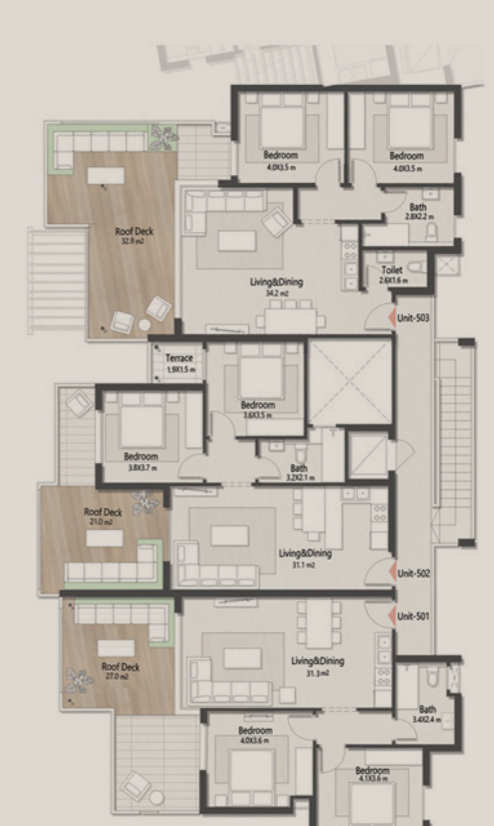 Bedroom
4.0X3.5 m
Bedroom
4.0X3.5 m
Bath
2.8X2.2 m
Roof Deck
32.8 m2
Toilet
2.6X1.6 m
Living&Dining
34.2 m2
Unit-503
Terrace
1.9X1.5 m
Bedroom
3.6X3.5 m
Bedroom
3.8X3.7 m
Bath
3.2X2.1 m
Roof Deck
21.0 m2
Living&Dining
31.1 m2
Unit-502
Unit-501
Roof Deck
27.0 m2
Living&Dining
31.3 m2
Bath
3.4X2.4 m
Bedroom
4.0X3.6 m
Bedroom
4.1X3.6 m